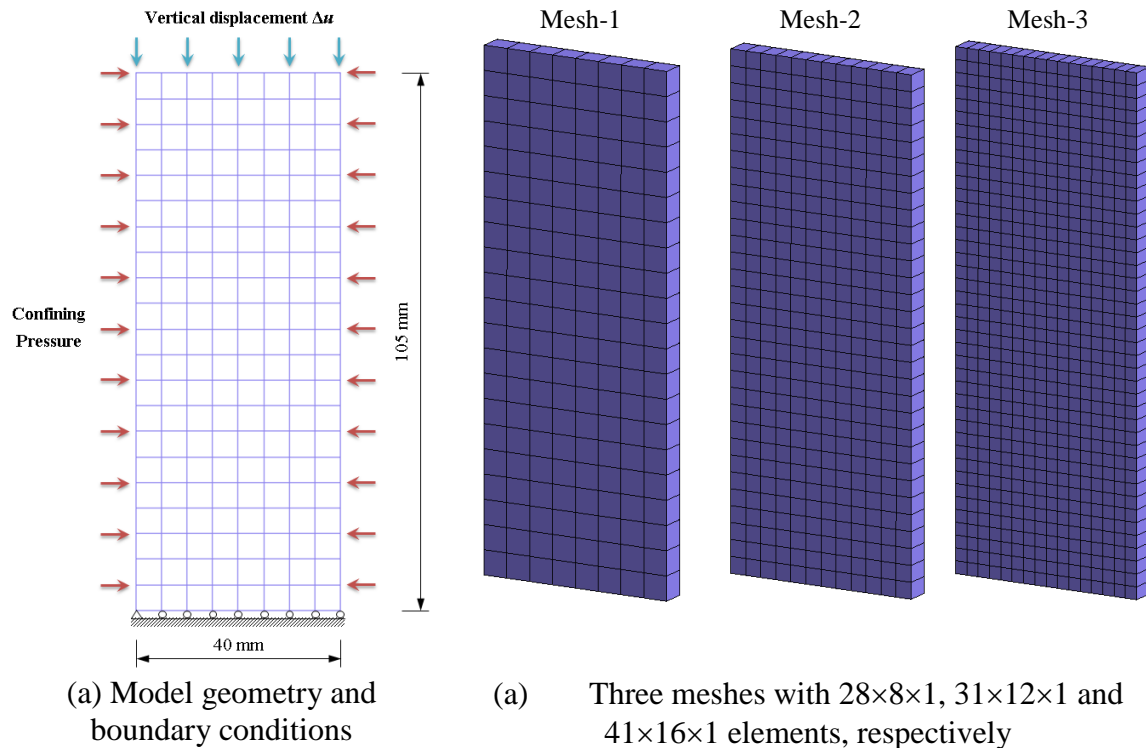 Vertical displacement Δu
Confining
Pressure
105 mm
40 mm
(a) Model geometry and
boundary conditions
Mesh-1
Mesh-2
Mesh-3
(a) Three meshes with 28×8×1, 31×12×1 and
41×16×1 elements, respectively